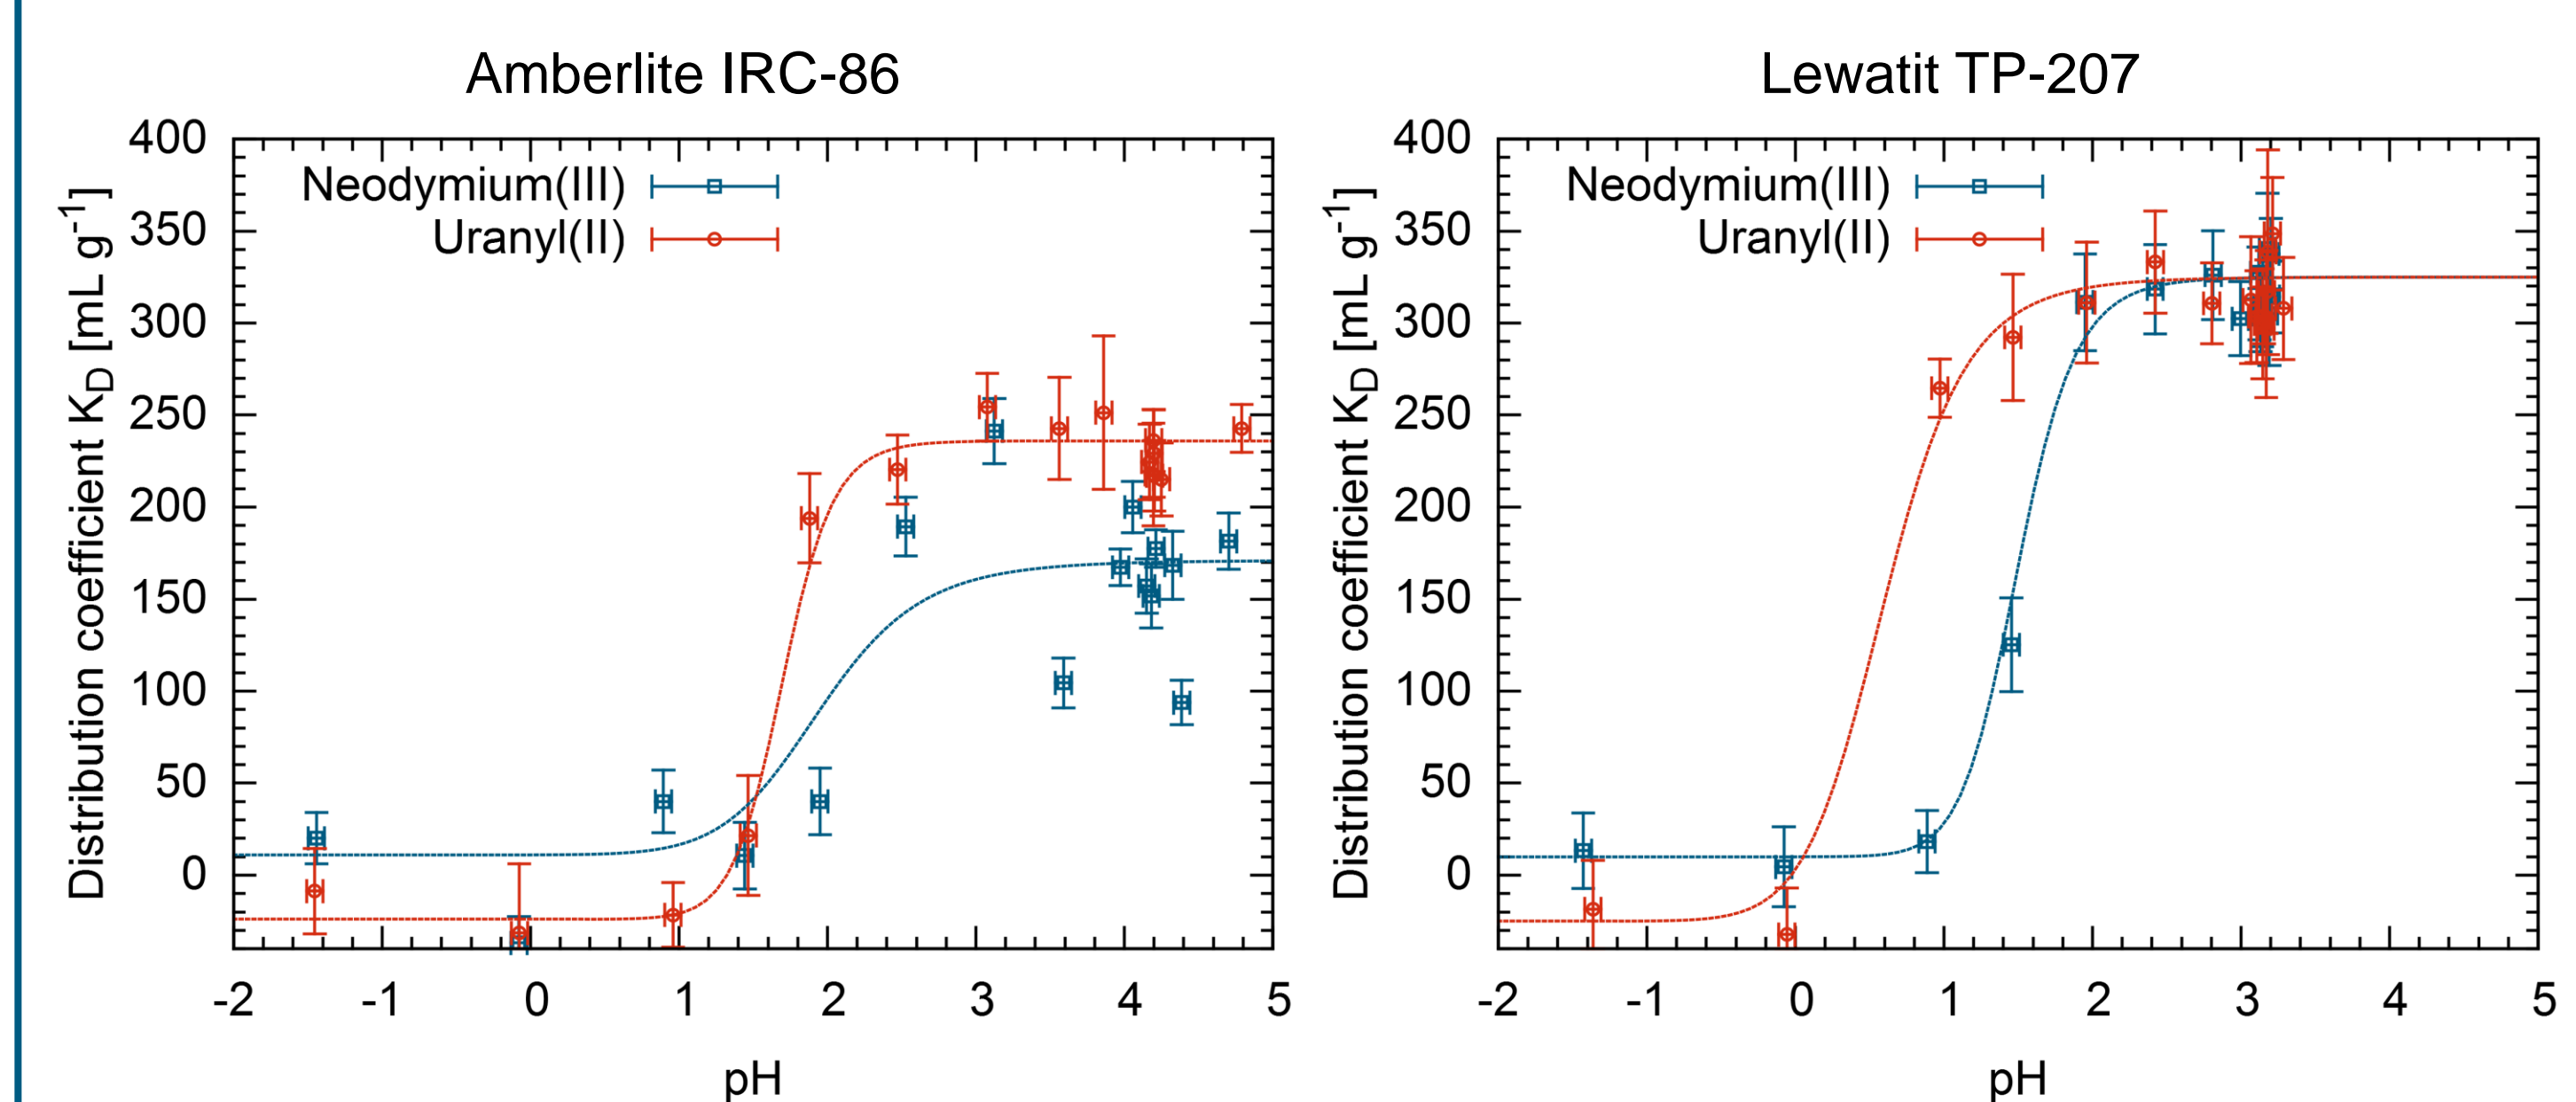 Amberlite IRC-86
400
350
300
250
200
150
100
50
0
Distribution coefficient K_D [mL g⁻¹]
Neodymium(III)
Uranyl(II)
-2 -1 0 1 2 3 4 5
pH
Lewatit TP-207
400
350
300
250
200
150
100
50
0
Distribution coefficient K_D [mL g⁻¹]
Neodymium(III)
Uranyl(II)
-2 -1 0 1 2 3 4 5
pH